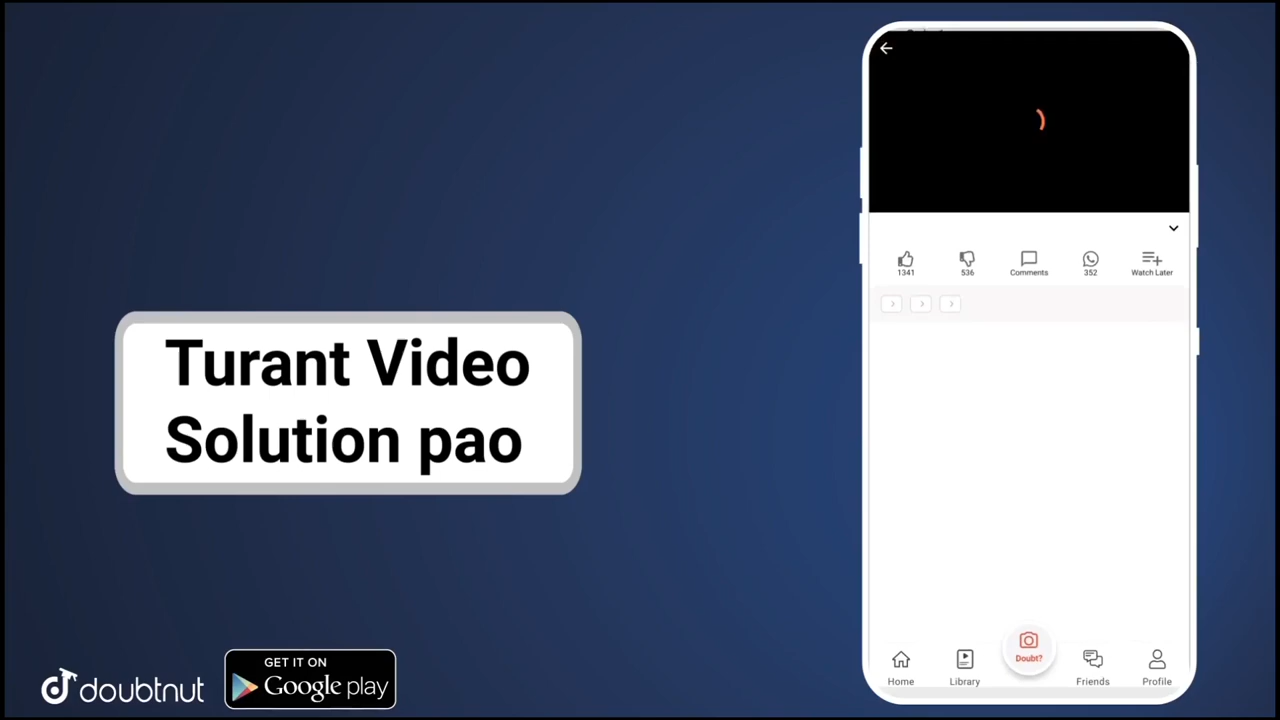 Turant Video
Solution pao
1341
536
Comments
352
Watch Later
Doubt?
Home
Library
Friends
Profile
doubtnut
GET IT ON
Google play